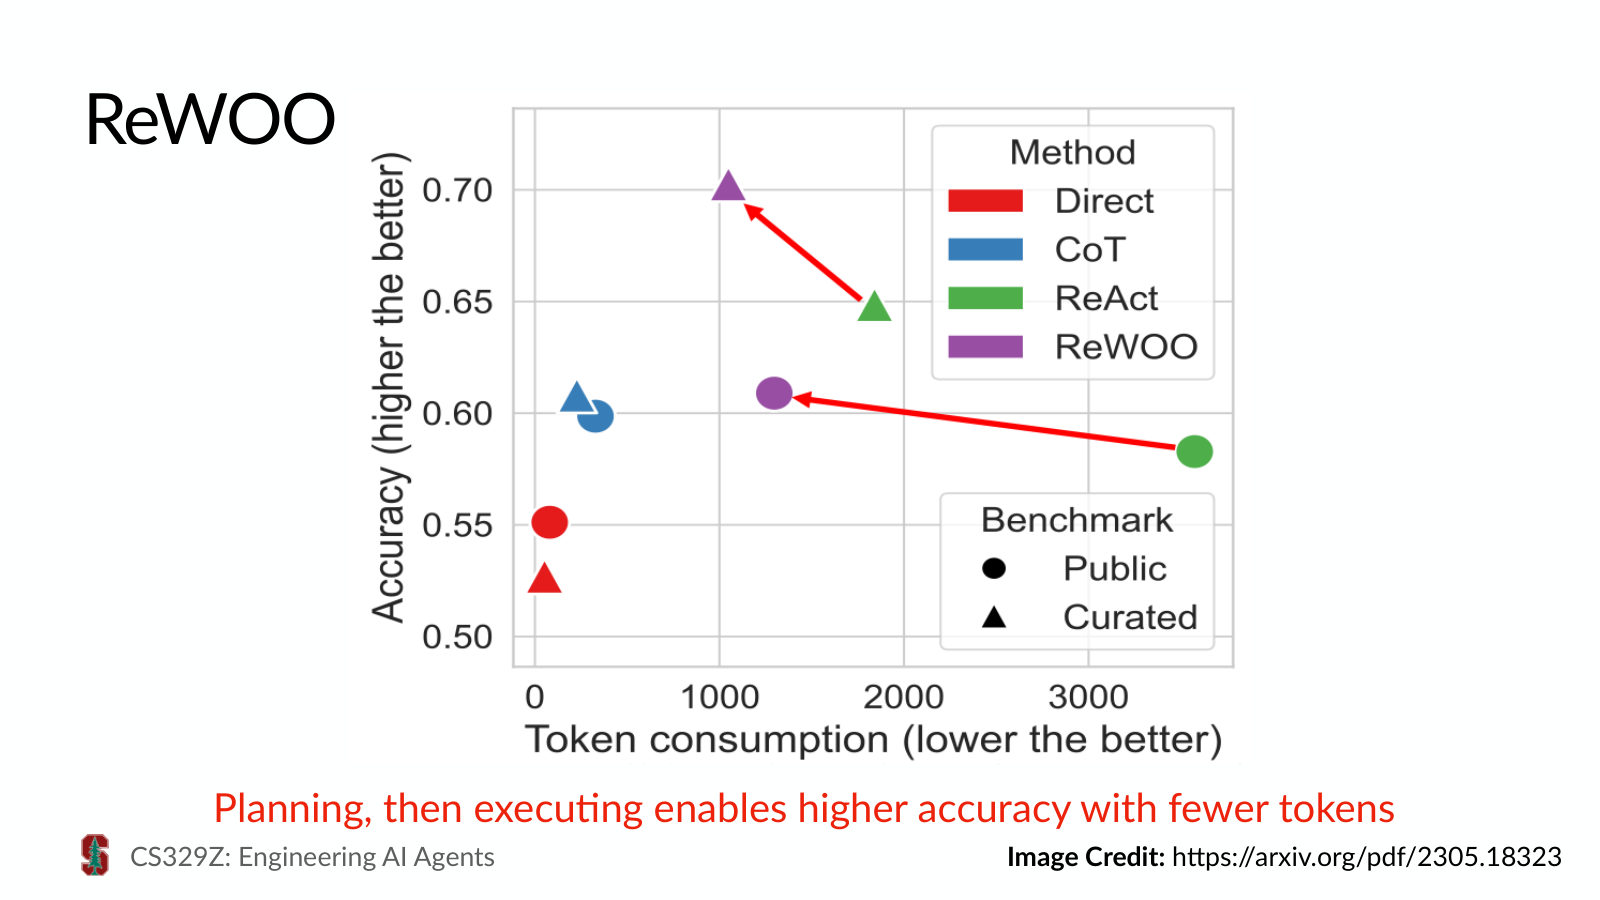 ReWOO
Accuracy (higher the better)
0.70
0.65
0.60
0.55
0.50
0
1000
2000
3000
Token consumption (lower the better)
Method
Direct
CoT
ReAct
ReWOO
Benchmark
Public
Curated
Planning, then executing enables higher accuracy with fewer tokens
CS329Z: Engineering AI Agents
Image Credit: https://arxiv.org/pdf/2305.18323